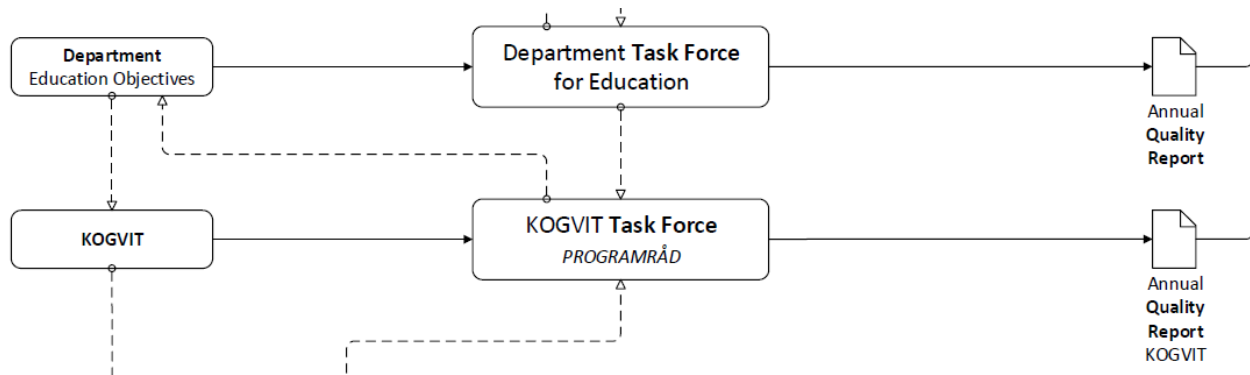 Department
Education Objectives
Department Task Force
for Education
Annual
Quality
Report
KOGVIT
KOGVIT Task Force
PROGRAMRÅD
Annual
Quality
Report
KOGVIT